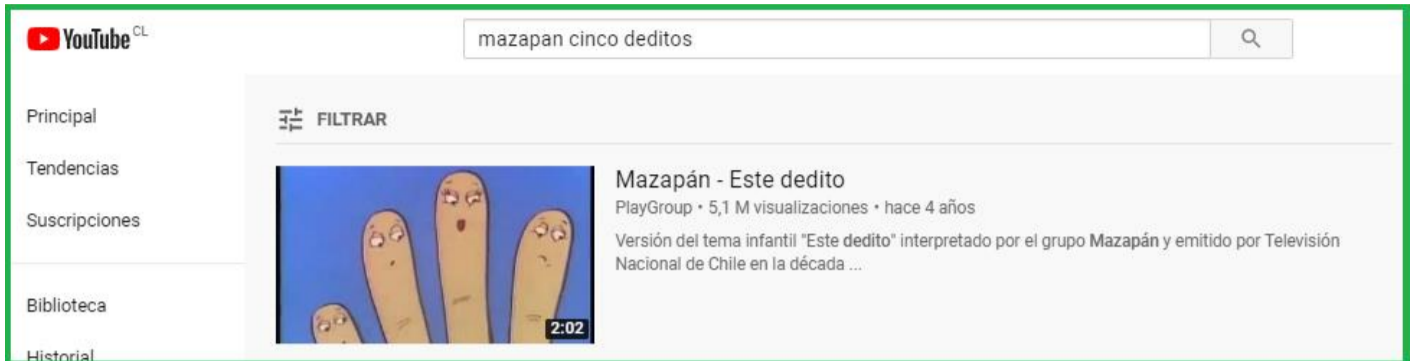 YouTube CL
mazapan cinco deditos
Principal
Tendencias
Suscripciones
Biblioteca
Historial
FILTRAR
2:02
Mazapán - Este dedito
PlayGroup • 5,1 M visualizaciones • hace 4 años
Versión del tema infantil "Este dedito" interpretado por el grupo Mazapán y emitido por Televisión
Nacional de Chile en la década ...